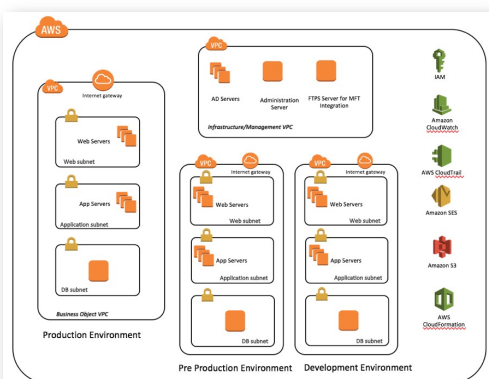 AWS
VPC
Internet gateway
Web Servers
Web subnet
App Servers
Application subnet
DB subnet
Business Object VPC
Production Environment
VPC
AD Servers
Administration
Server
FTPS Server for MFT
Integration
Infrastructure/Management VPC
VPC
Internet gateway
Web Servers
Web subnet
App Servers
Application subnet
DB subnet
Pre Production Environment
VPC
Internet gateway
Web Servers
Web subnet
App Servers
Application subnet
DB subnet
Development Environment
IAM
Amazon
CloudWatch
AWS CloudTrail
Amazon SES
Amazon S3
AWS
CloudFormation